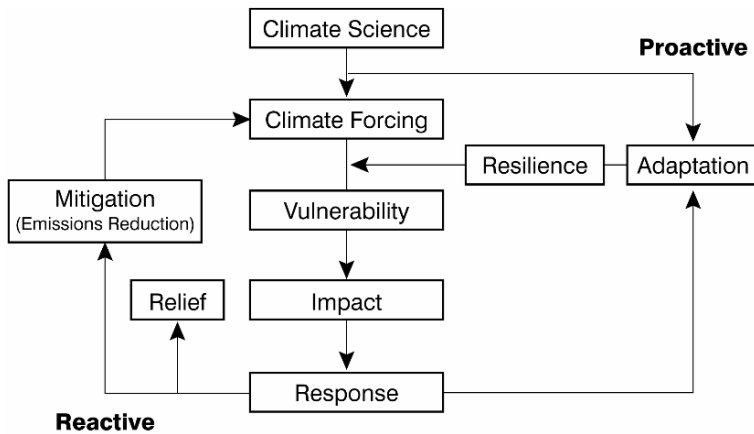 Climate Science
Proactive
Climate Forcing
Resilience
Adaptation
Mitigation
(Emissions Reduction)
Vulnerability
Relief
Impact
Response
Reactive